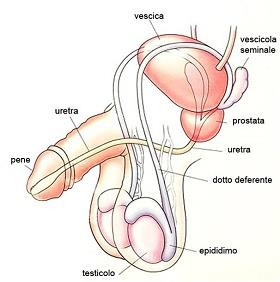 vescica
vescicola
seminale
uretra
prostata
uretra
pene
dotto deferente
epididimo
testicolo